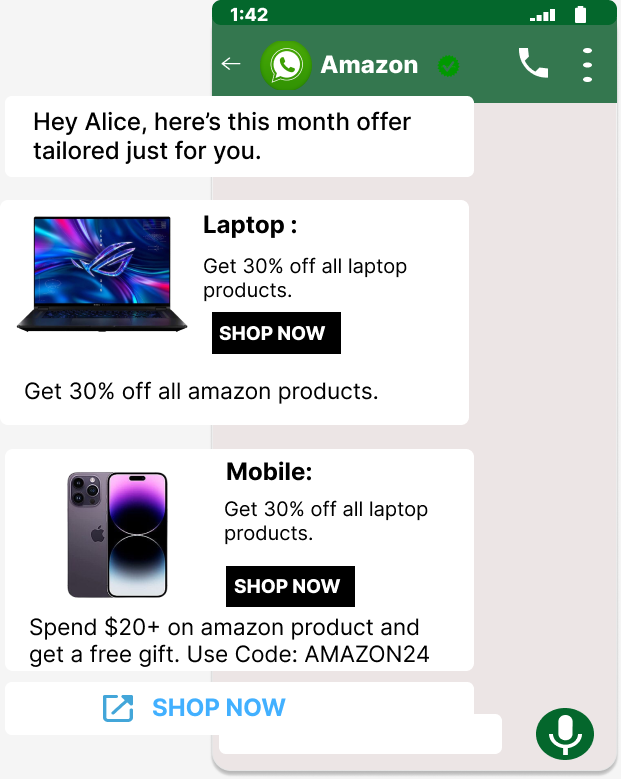 1:42
Amazon
Hey Alice, here’s this month offer
tailored just for you.
Laptop :
Get 30% off all laptop
products.
SHOP NOW
Get 30% off all amazon products.
Mobile:
Get 30% off all laptop
products.
SHOP NOW
Spend $20+ on amazon product and
get a free gift. Use Code: AMAZON24
SHOP NOW